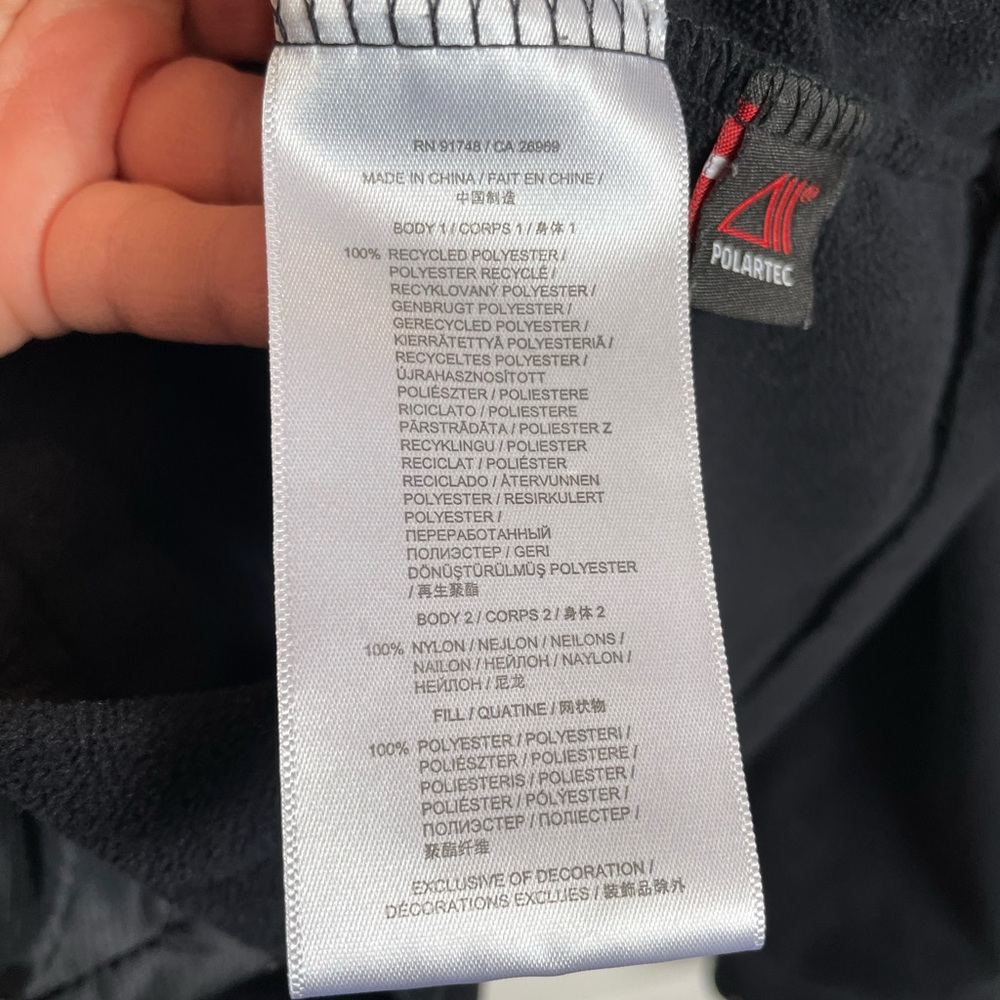 RN 91748 / CA 28969
MADE IN CHINA / FAIT EN CHINE /
中国制造
BODY 1 / CORPS 1 / 身体 1
100% RECYCLED POLYESTER /
POLYESTER RECYCLÉ /
RECYKLOVANÝ POLYESTER /
GENBRUGT POLYESTER /
GERECYCLED POLYESTER /
KIERRÄTETTYÄ POLYESTERIÄ /
RECYCELTES POLYESTER /
ÚJRAHASZNOSÍTOTT
POLIÉSZTER / POLIESTERE
RICICLATO / POLIESTERE
PĀRSTRĀDĀTA / POLIESTER Z
RECYKLINGU / POLIESTER
RECICLAT / POLIÉSTER
RECICLADO / ÅTERVUNNEN
POLYESTER / RESIRKULERT
POLYESTER /
ПЕРЕРАБОТАННЫЙ
ПОЛИЭСТЕР / GERI
DÖNÜŞTÜRÜLMÜŞ POLYESTER
/ 再生聚酯
BODY 2 / CORPS 2 / 身体 2
100% NYLON / NEJLON / NEILONS /
NAILON / НЕЙЛОН / NAYLON /
НЕЙЛОН / 尼龙
FILL / QUATINE / 网状物
100% POLYESTER / POLYESTERI /
POLIÉSZTER / POLIESTERE /
POLIESTERIS / POLIESTER /
POLIÉSTER / PÓLÝESTER /
ПОЛИЭСТЕР / ПОЛІЕСТЕР /
聚酯纤维
EXCLUSIVE OF DECORATION /
DÉCORATIONS EXCLUES / 装飾品除外
POLARTEC